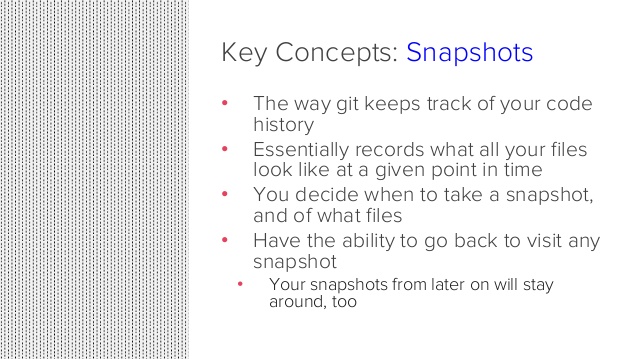 Key Concepts: Snapshots
• The way git keeps track of your code
history
• Essentially records what all your files
look like at a given point in time
• You decide when to take a snapshot,
and of what files
• Have the ability to go back to visit any
snapshot
• Your snapshots from later on will stay
around, too